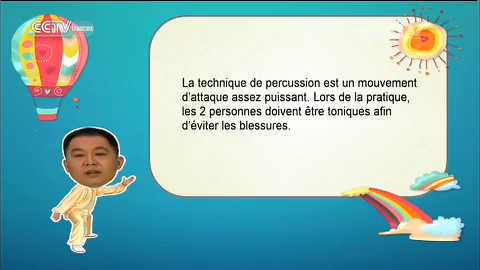 CCTV
français
La technique de percussion est un mouvement
d'attaque assez puissant. Lors de la pratique,
les 2 personnes doivent être toniques afin
d'éviter les blessures.